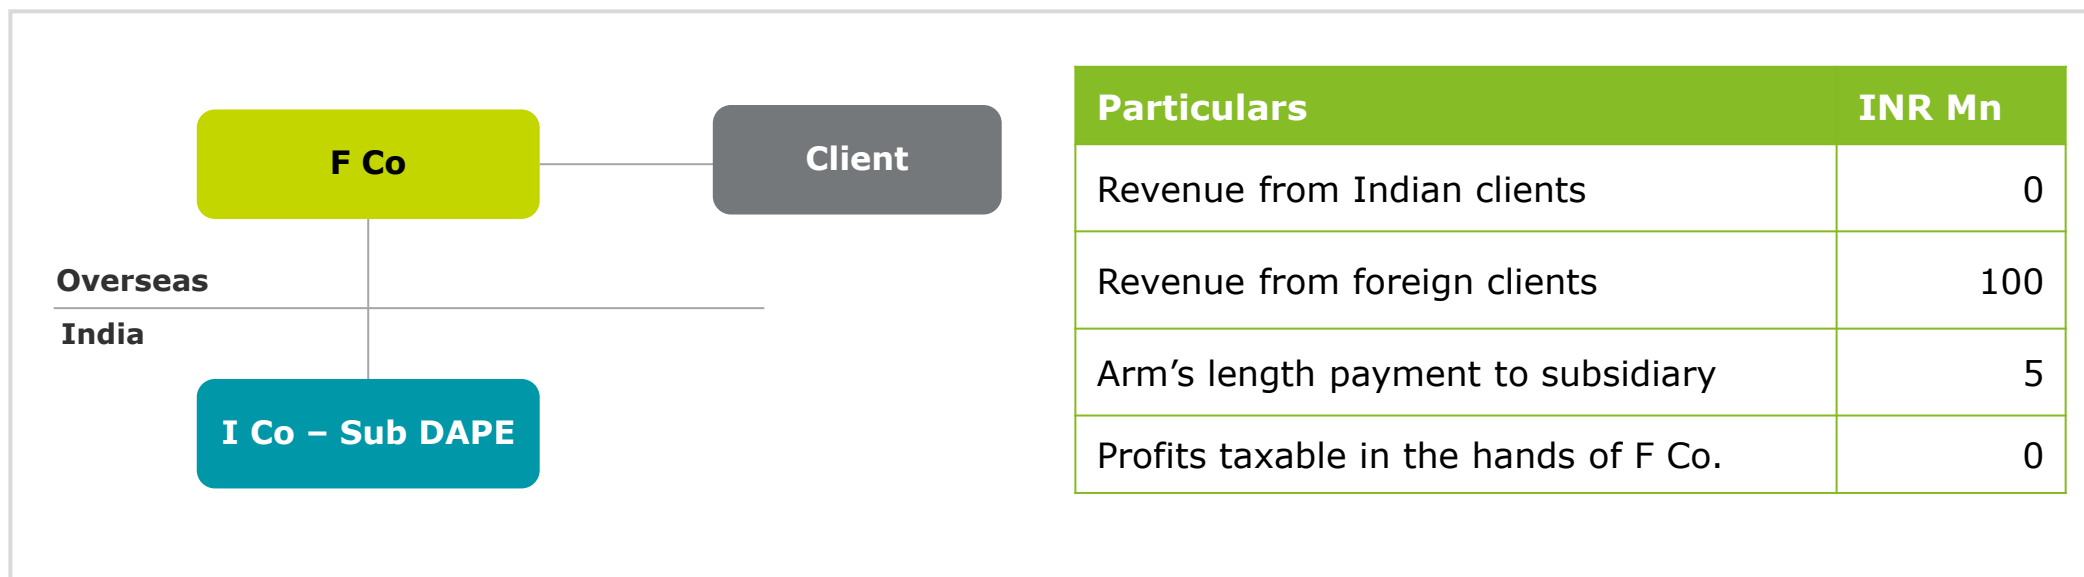 F Co
Client
Overseas
India
I Co – Sub DAPE
Particulars INR Mn
Revenue from Indian clients 0
Revenue from foreign clients 100
Arm’s length payment to subsidiary 5
Profits taxable in the hands of F Co. 0